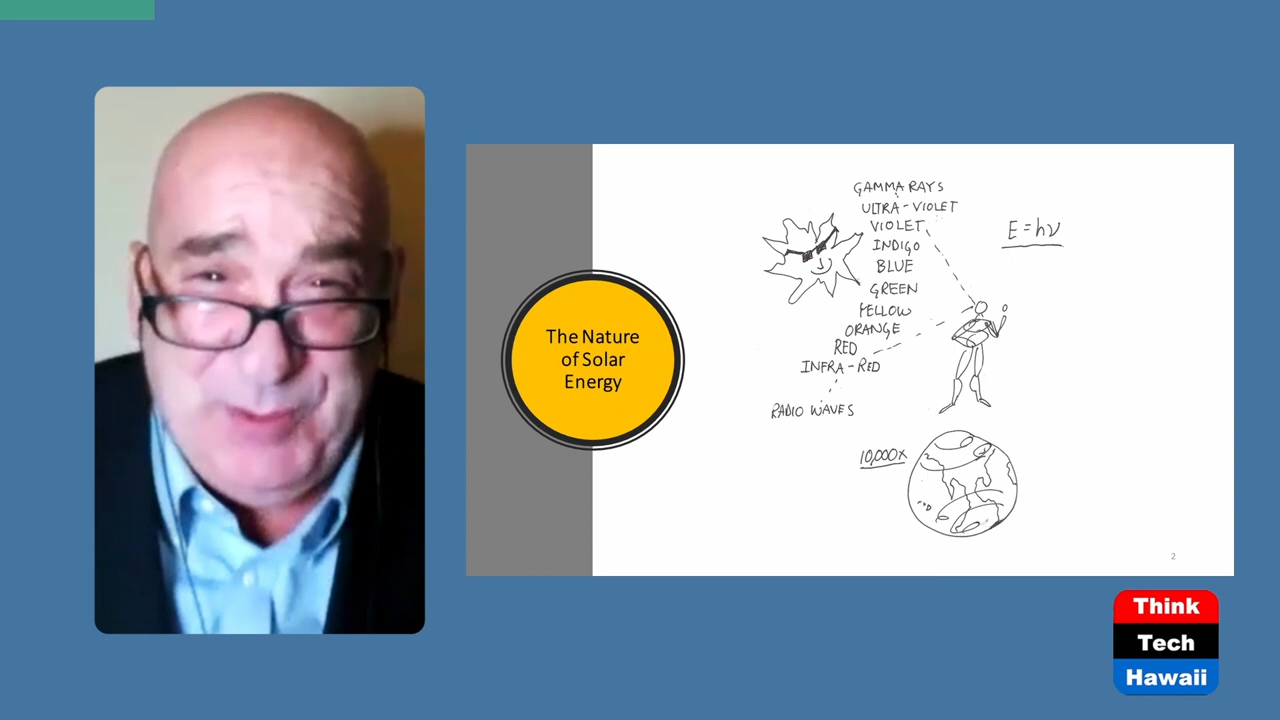 The Nature
of Solar
Energy
GAMMA RAYS
ULTRA-VIOLET
VIOLET
INDIGO
BLUE
GREEN
YELLOW
ORANGE
RED
INFRA-RED
RADIO WAVES
E=hν
10,000x
2
Think
Tech
Hawaii